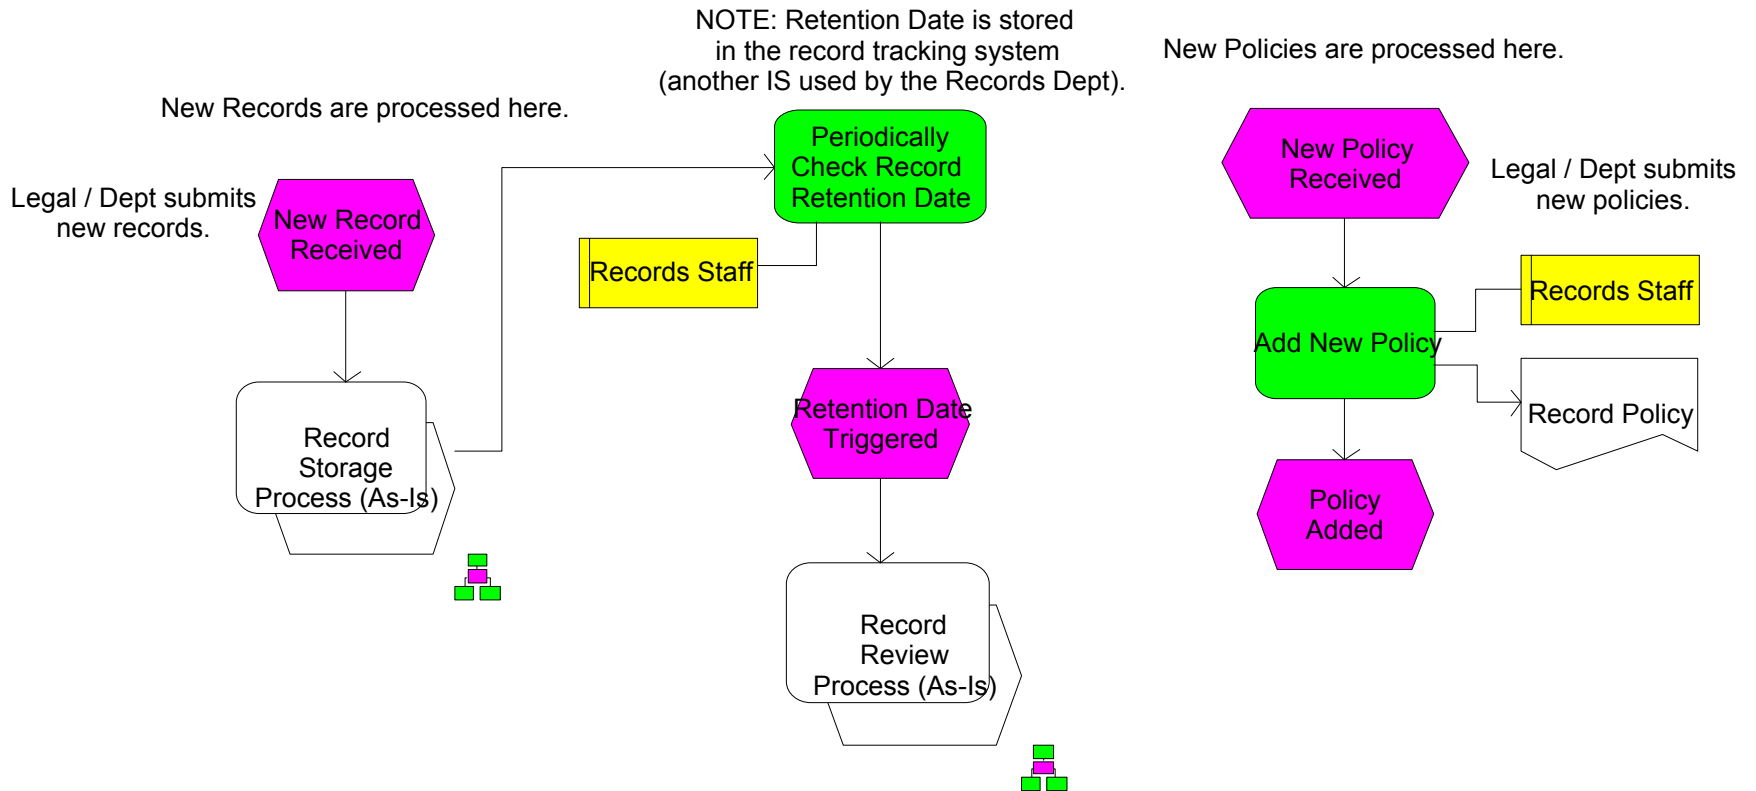 NOTE: Retention Date is stored
in the record tracking system
(another IS used by the Records Dept).
New Policies are processed here.
New Records are processed here.
Periodically
Check Record
Retention Date
New Policy
Received
Legal / Dept submits
new policies.
Legal / Dept submits
new records.
New Record
Received
Records Staff
Records Staff
Add New Policy
Record Policy
Retention Date
Triggered
Record
Storage
Process (As-Is)
Policy
Added
Record
Review
Process (As-Is)